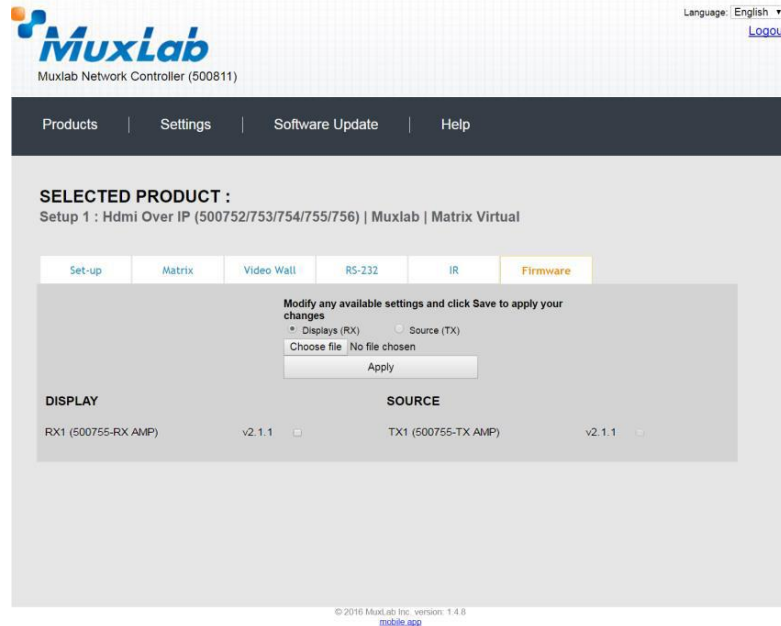 Language: English
Logou
MuxLab
Muxlab Network Controller (500811)
Products | Settings | Software Update | Help
SELECTED PRODUCT :
Setup 1 : Hdmi Over IP (500752/753/754/755/756) | Muxlab | Matrix Virtual
Set-up Matrix Video Wall RS-232 IR Firmware
Modify any available settings and click Save to apply your
changes
Displays (RX) Source (TX)
Choose file No file chosen
Apply
DISPLAY SOURCE
RX1 (500755-RX AMP) v2.1.1 TX1 (500755-TX AMP) v2.1.1
© 2016 MuxLab Inc. version: 1.4.8
mobile app